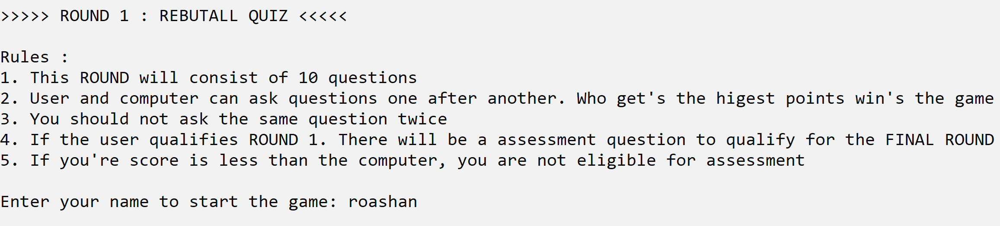 >>>>> ROUND 1 : REBUTALL QUIZ <<<<<
Rules :
1. This ROUND will consist of 10 questions
2. User and computer can ask questions one after another. Who get's the higest points win's the game
3. You should not ask the same question twice
4. If the user qualifies ROUND 1. There will be a assessment question to qualify for the FINAL ROUND
5. If you're score is less than the computer, you are not eligible for assessment
Enter your name to start the game: roashan